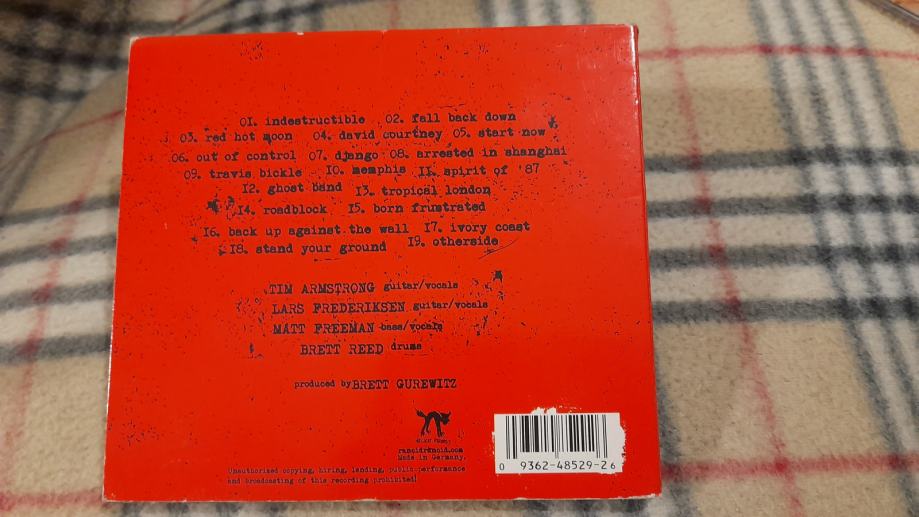 01. indestructible 02. fall back down
03. red hot moon 04. david courtney 05. start now
06. out of control 07. django 08. arrested in shanghai
09. travis bickle 10. memphis 11. spirit of '87
12. ghost band 13. tropical london
14. roadblock 15. born frustrated
16. back up against the wall 17. ivory coast
18. stand your ground 19. otherside
TIM ARMSTRONG guitar/vocals
LARS FREDERIKSEN guitar/vocals
MATT FREEMAN bass/vocals
BRETT REED drums
produced by BRETT GUREWITZ
rancidrancid.com
Made in Germany.
Unauthorized copying, hiring, lending, public performance
and broadcasting of this recording prohibited!
0 9362-48529-2 6